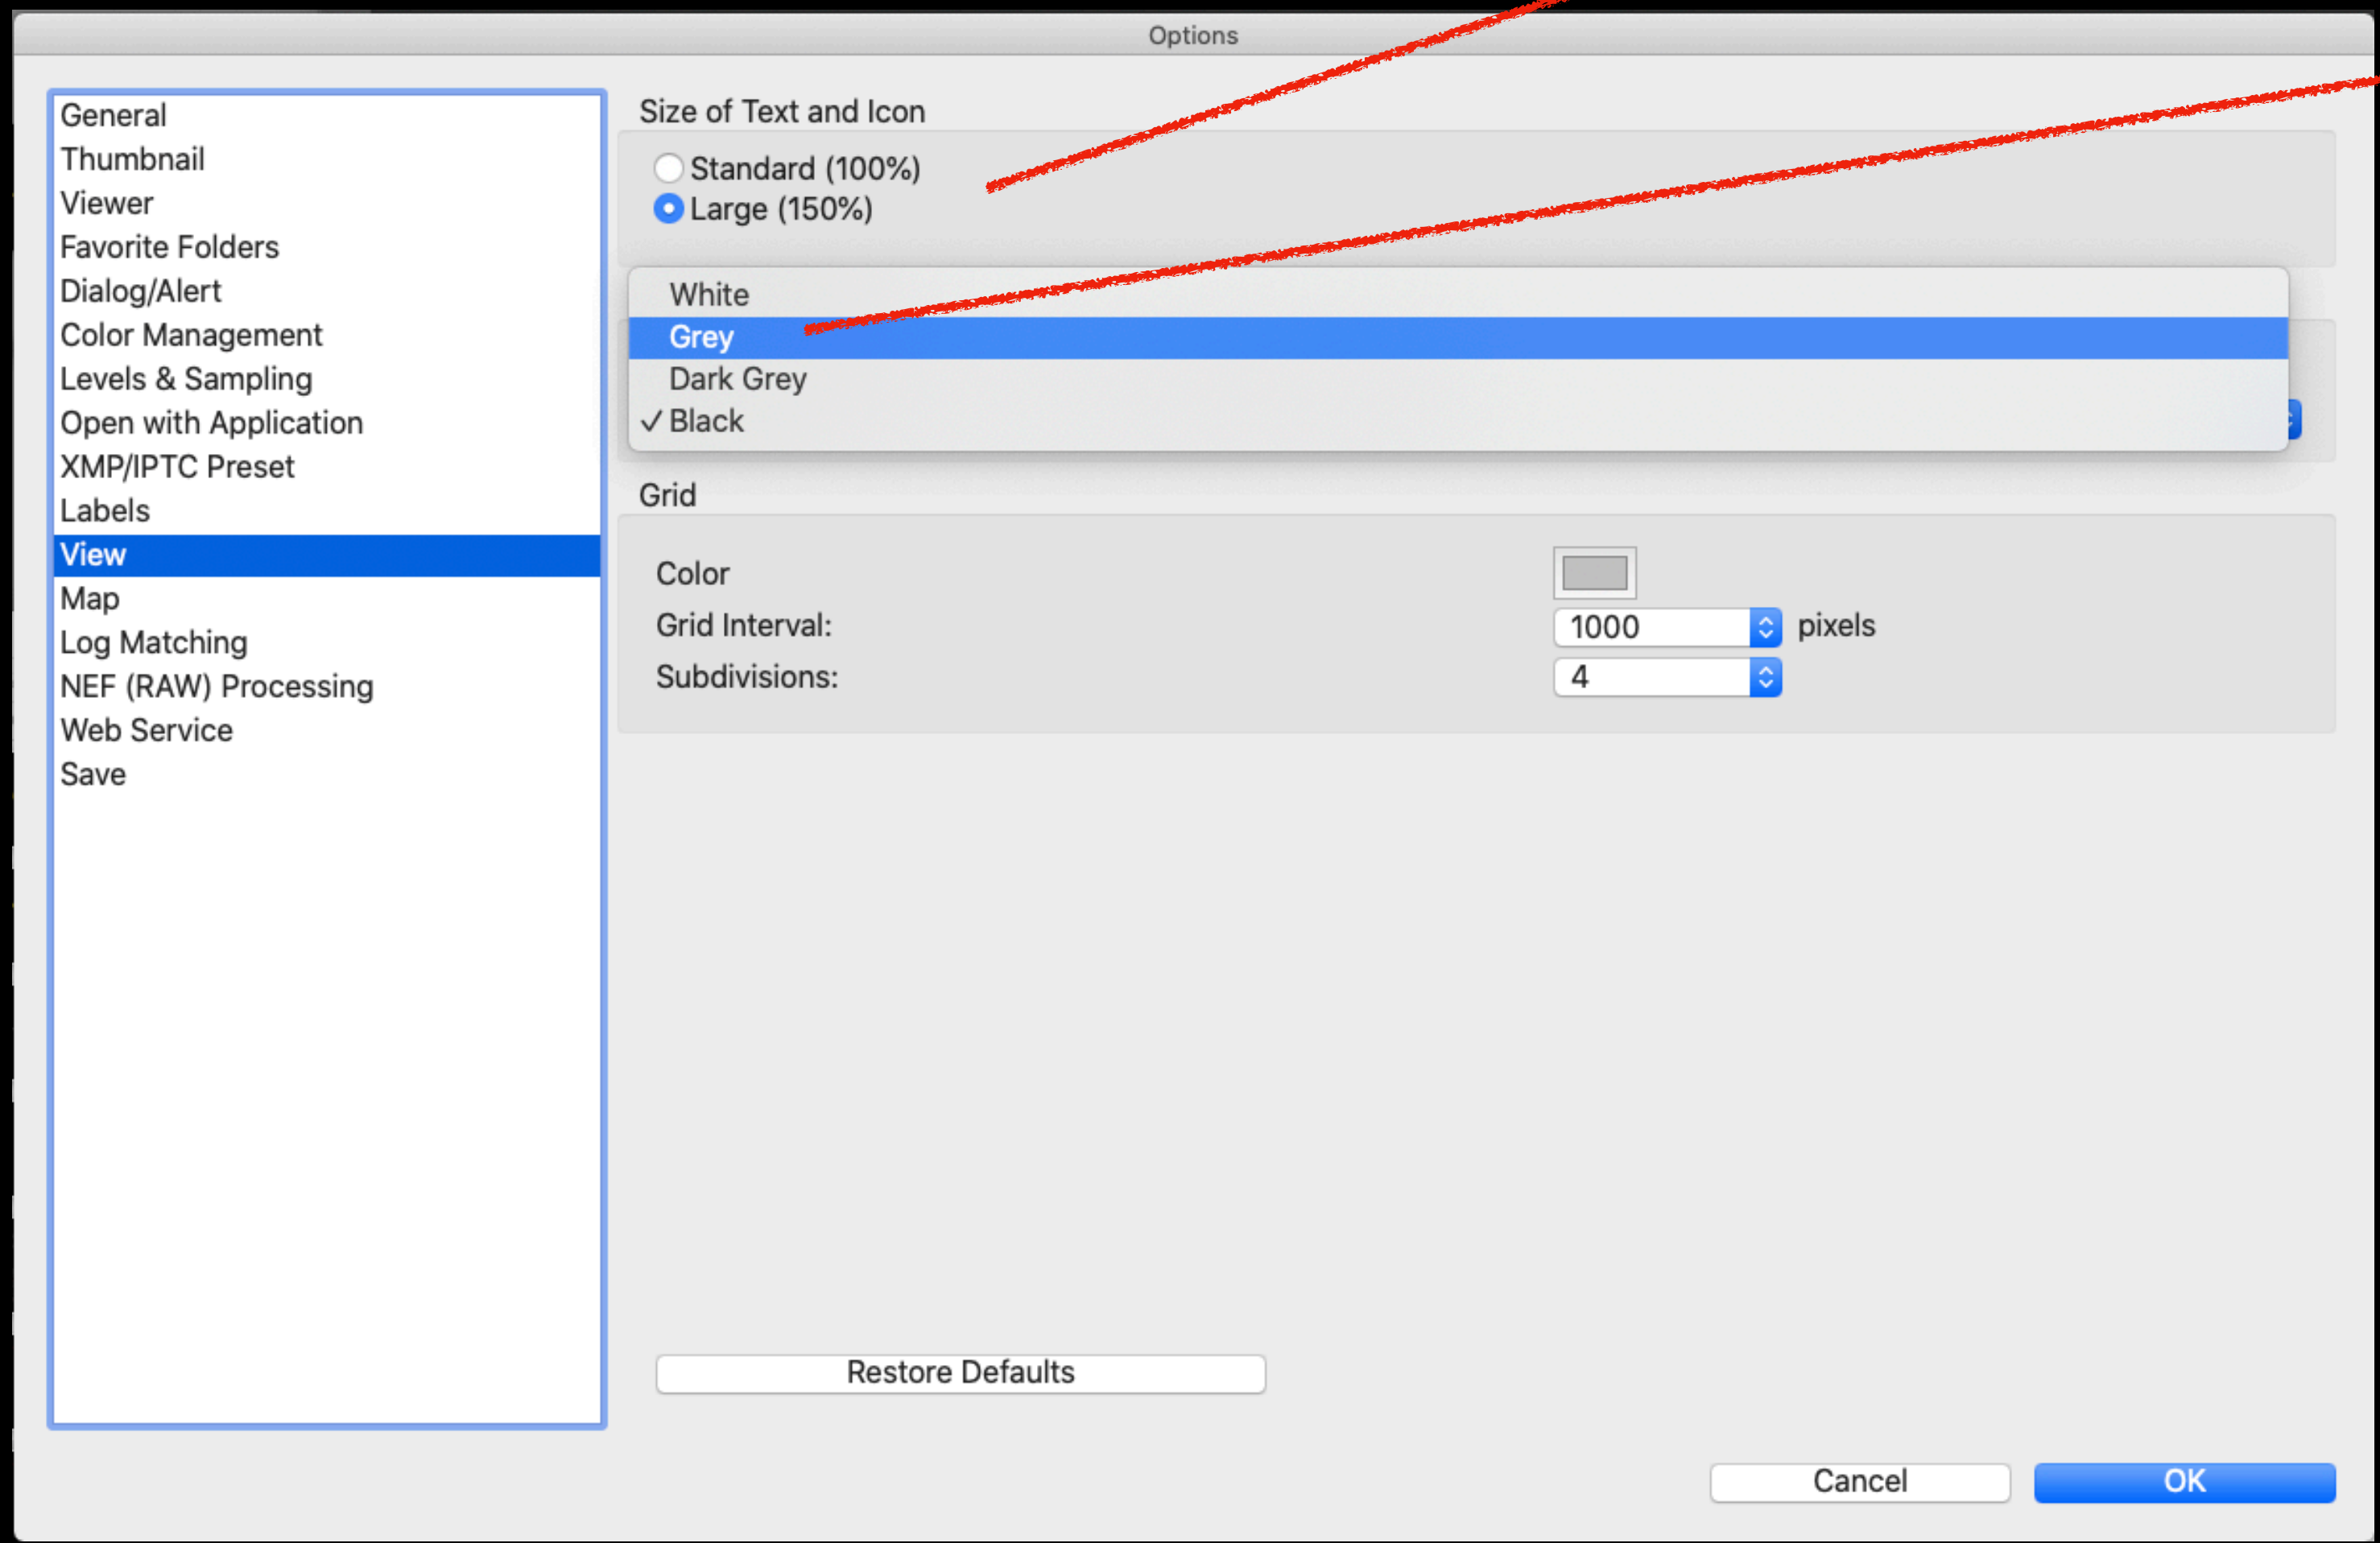 Options
General
Thumbnail
Viewer
Favorite Folders
Dialog/Alert
Color Management
Levels & Sampling
Open with Application
XMP/IPTC Preset
Labels
View
Map
Log Matching
NEF (RAW) Processing
Web Service
Save
Size of Text and Icon
Standard (100%)
Large (150%)
White
Grey
Dark Grey
✓ Black
Grid
Color
Grid Interval: 1000 pixels
Subdivisions: 4
Restore Defaults
Cancel OK